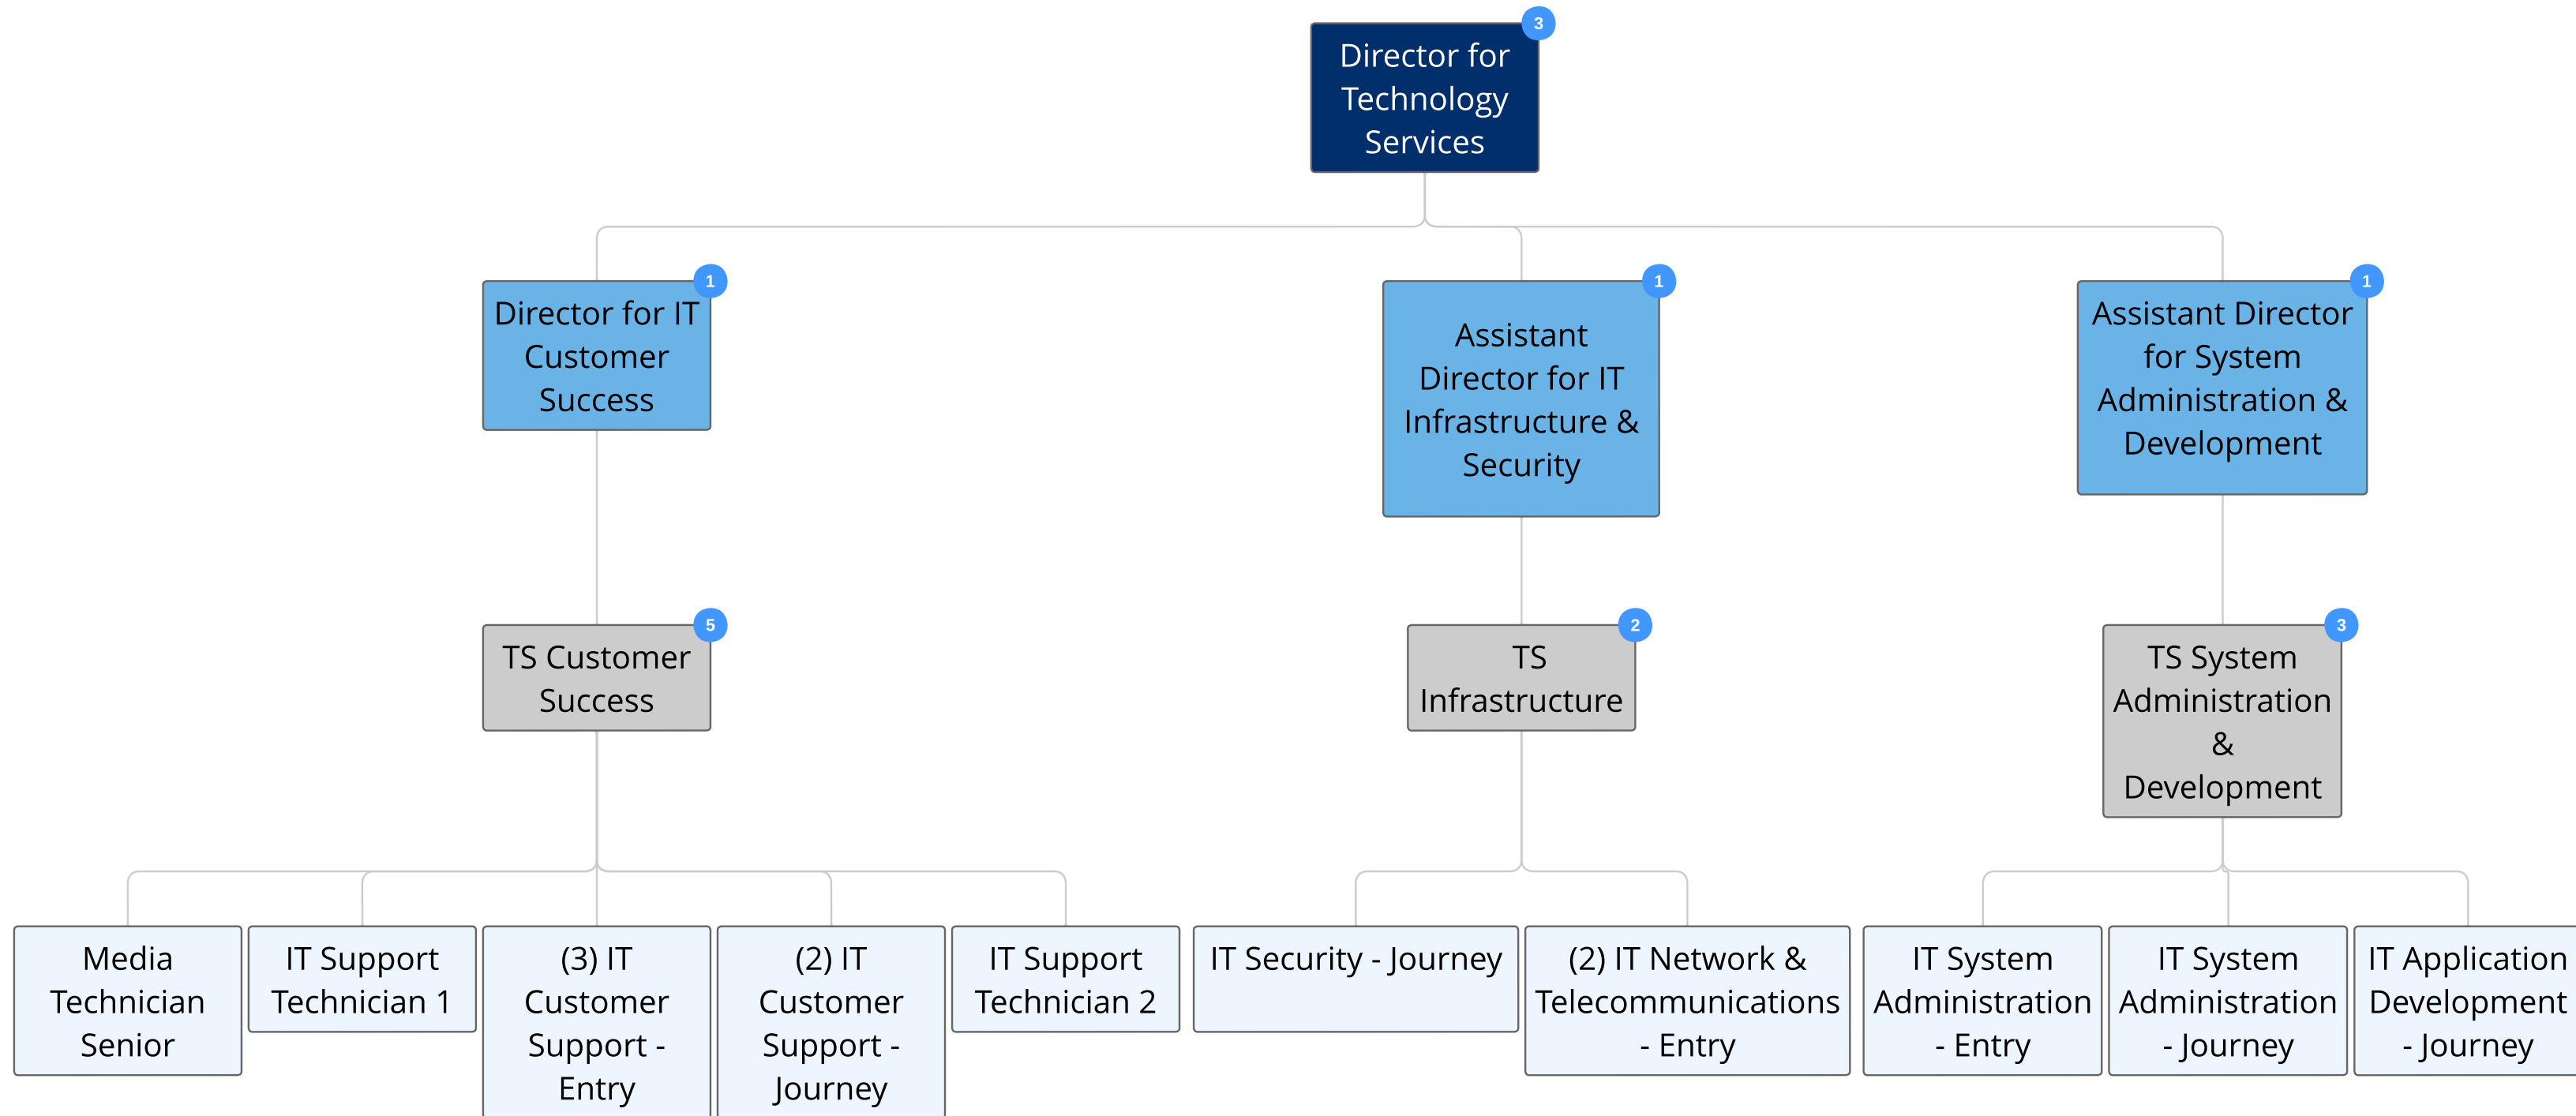 3
Director for
Technology
Services
1
Director for IT
Customer
Success
1
Assistant
Director for IT
Infrastructure &
Security
1
Assistant Director
for System
Administration &
Development
5
TS Customer
Success
2
TS
Infrastructure
3
TS System
Administration
&
Development
Media
Technician
Senior
IT Support
Technician 1
(3) IT
Customer
Support -
Entry
(2) IT
Customer
Support -
Journey
IT Support
Technician 2
IT Security - Journey
(2) IT Network &
Telecommunications
- Entry
IT System
Administration
- Entry
IT System
Administration
- Journey
IT Application
Development
- Journey